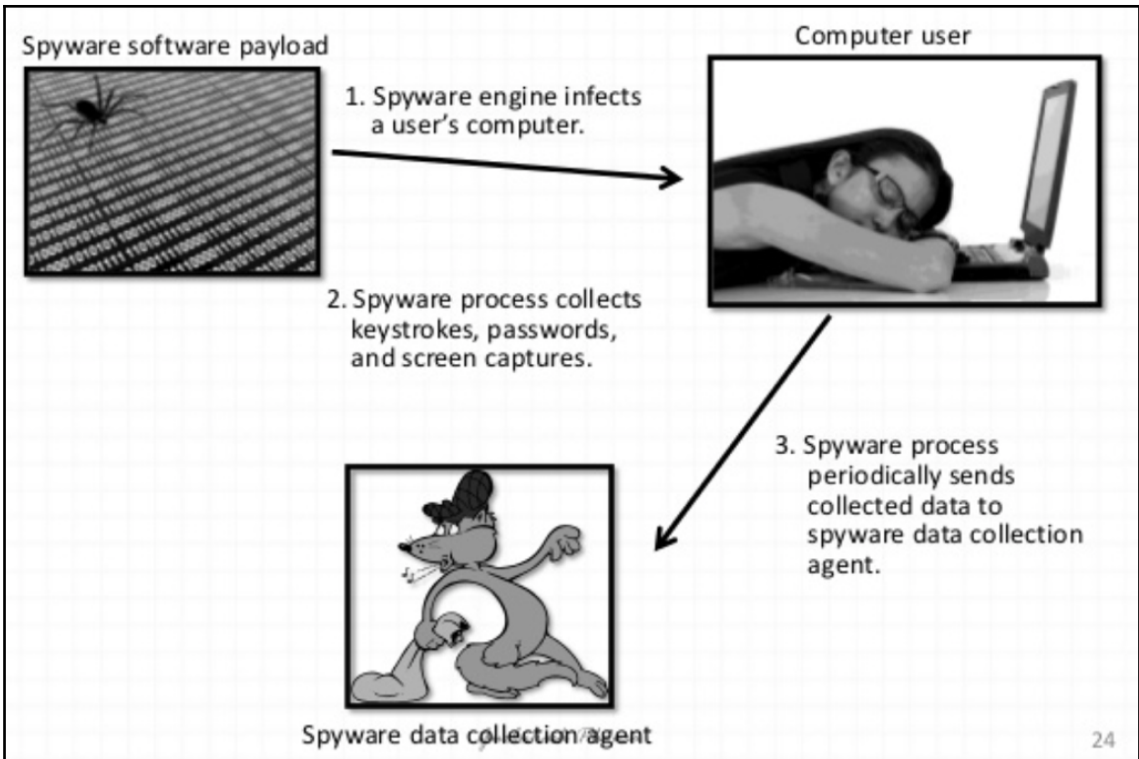 Spyware software payload
Computer user
1. Spyware engine infects
a user's computer.
2. Spyware process collects
keystrokes, passwords,
and screen captures.
3. Spyware process
periodically sends
collected data to
spyware data collection
agent.
Spyware data collection agent
24